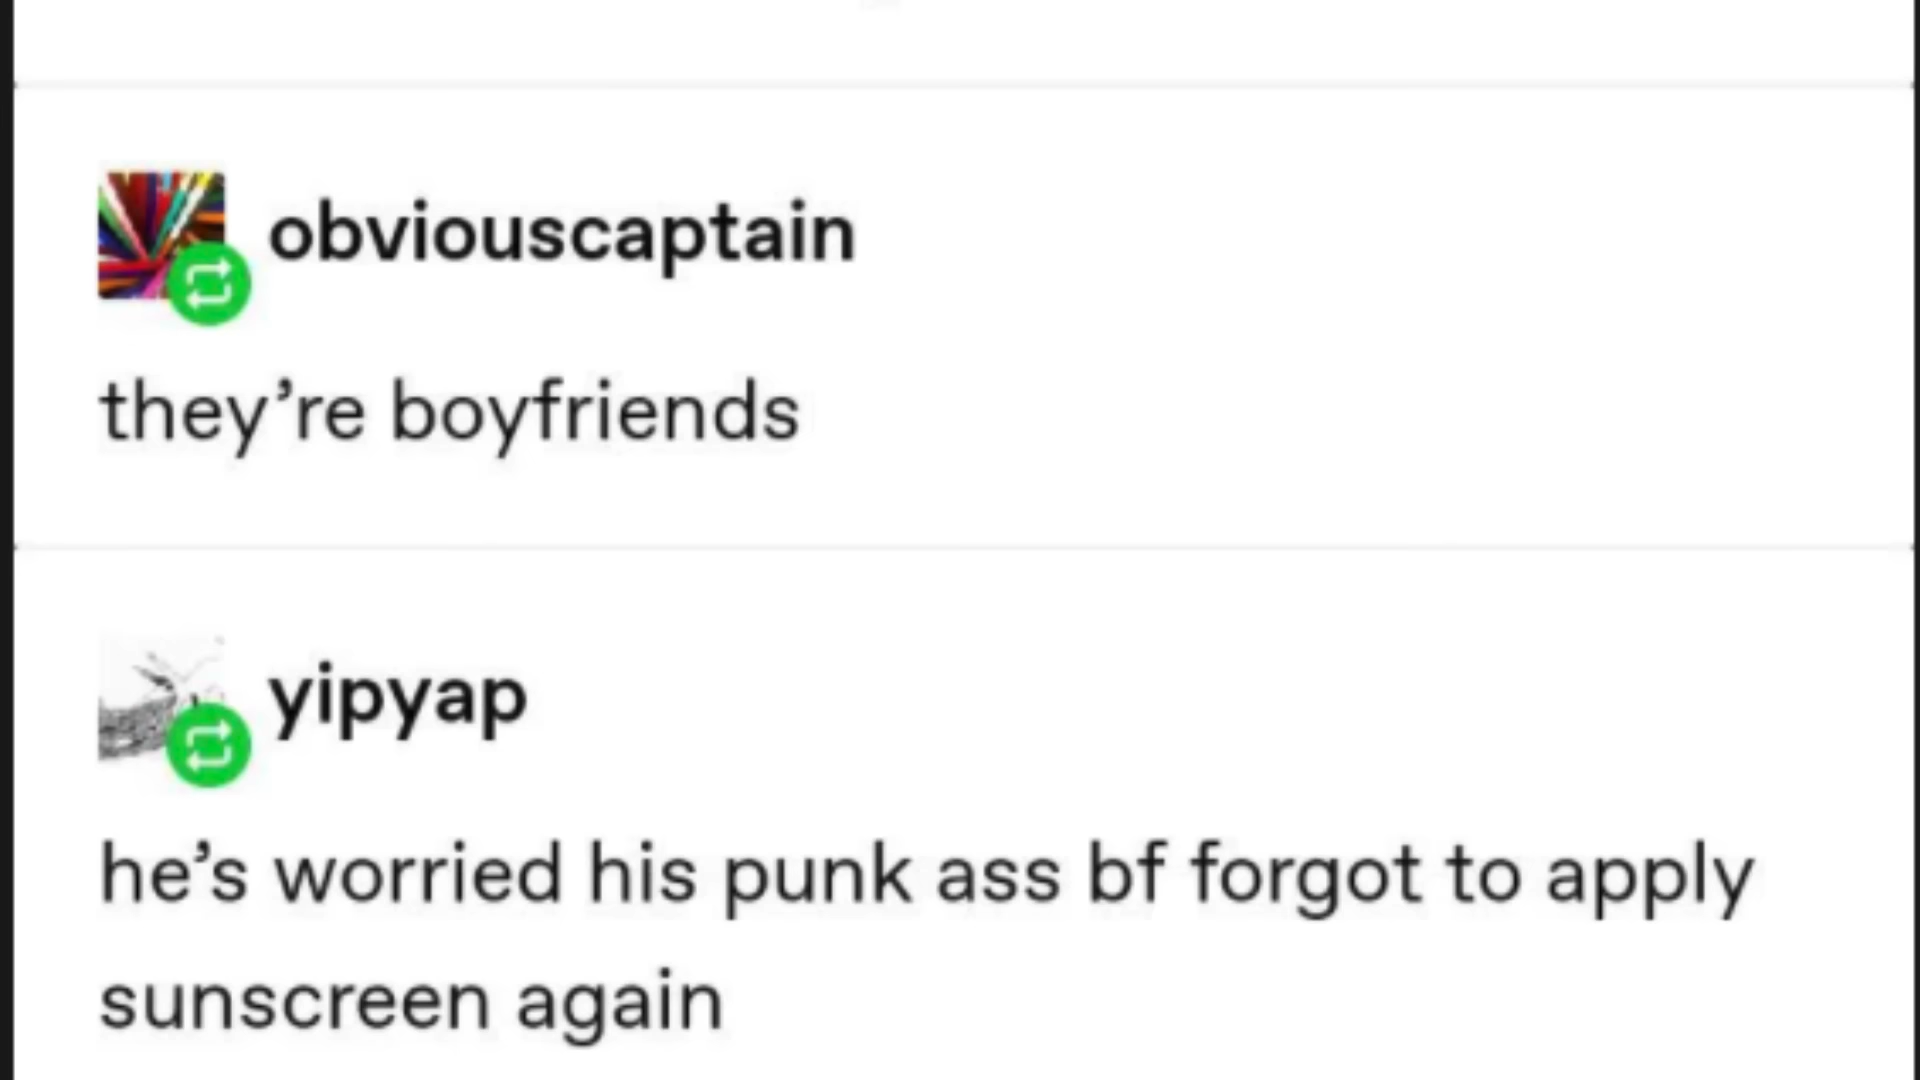 obviouscaptain
they’re boyfriends
yipyap
he’s worried his punk ass bf forgot to apply
sunscreen again